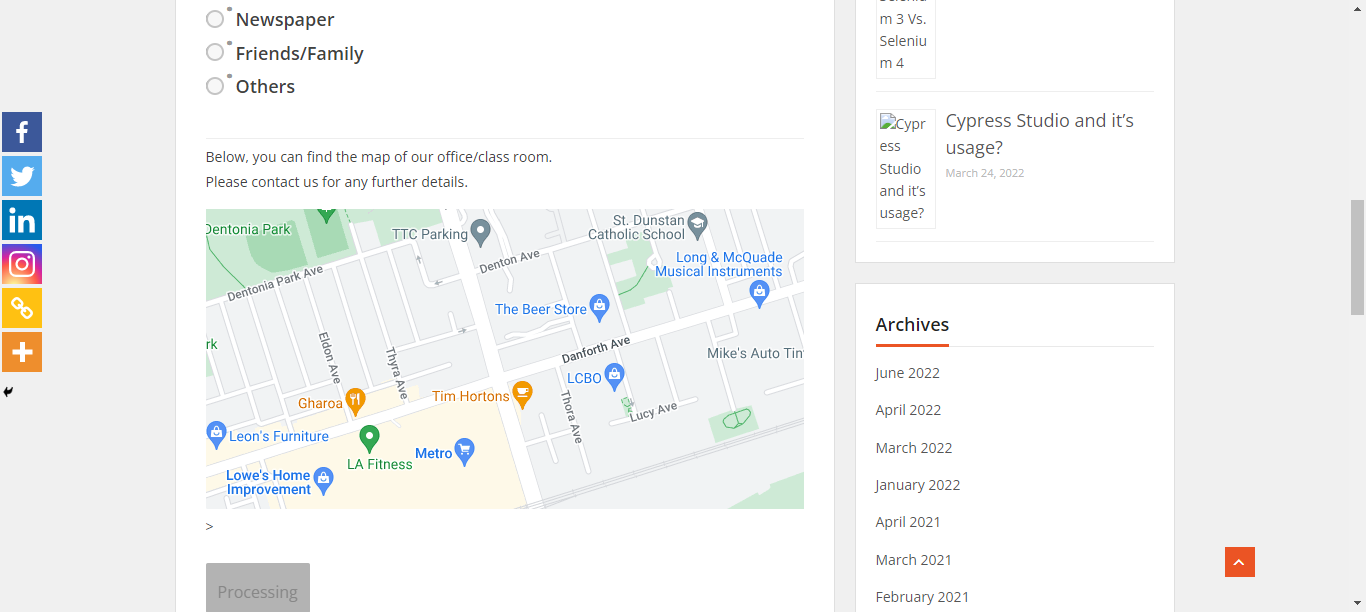 Newspaper
Friends/Family
Others
Below, you can find the map of our office/class room.
Please contact us for any further details.
Dentonia Park
TTC Parking
St. Dunstan
Catholic School
Denton Ave
Long & McQuade
Musical Instruments
Dentonia Park Ave
The Beer Store
rk
Eldon Ave
Thyra Ave
Danforth Ave
Mike's Auto Tin
LCBO
Tim Hortons
Gharoa
Thora Ave
Lucy Ave
Leon's Furniture
Metro
LA Fitness
Lowe's Home
Improvement
>
Processing
m 3 Vs.
Seleniu
m 4
Cypr
ess
Studio
and it's
usage?
Cypress Studio and it’s
usage?
March 24, 2022
Archives
June 2022
April 2022
March 2022
January 2022
April 2021
March 2021
February 2021